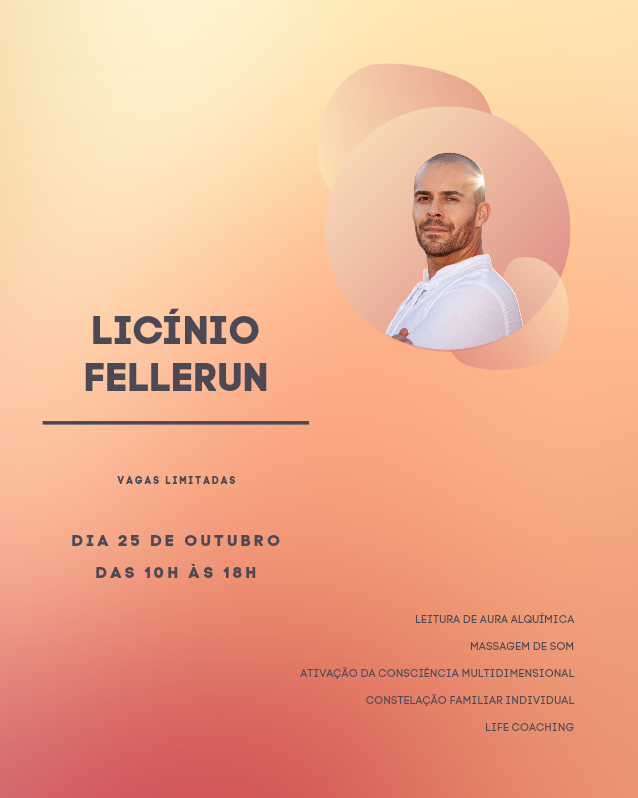 LICÍNIO
FELLERUN
VAGAS LIMITADAS
DIA 25 DE OUTUBRO
DAS 10H ÀS 18H
LEITURA DE AURA ALQUÍMICA
MASSAGEM DE SOM
ATIVAÇÃO DA CONSCIÊNCIA MULTIDIMENSIONAL
CONSTELAÇÃO FAMILIAR INDIVIDUAL
LIFE COACHING